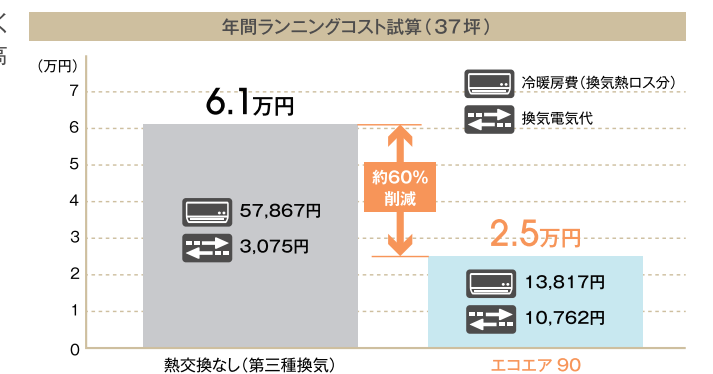 く
高
年間ランニングコスト試算（37坪）
（万円）
7
6
5
4
3
2
1
0
冷暖房費（換気熱ロス分）
換気電気代
6.1万円
57,867円
3,075円
約60%
削減
2.5万円
13,817円
10,762円
熱交換なし（第三種換気）
エコエア90